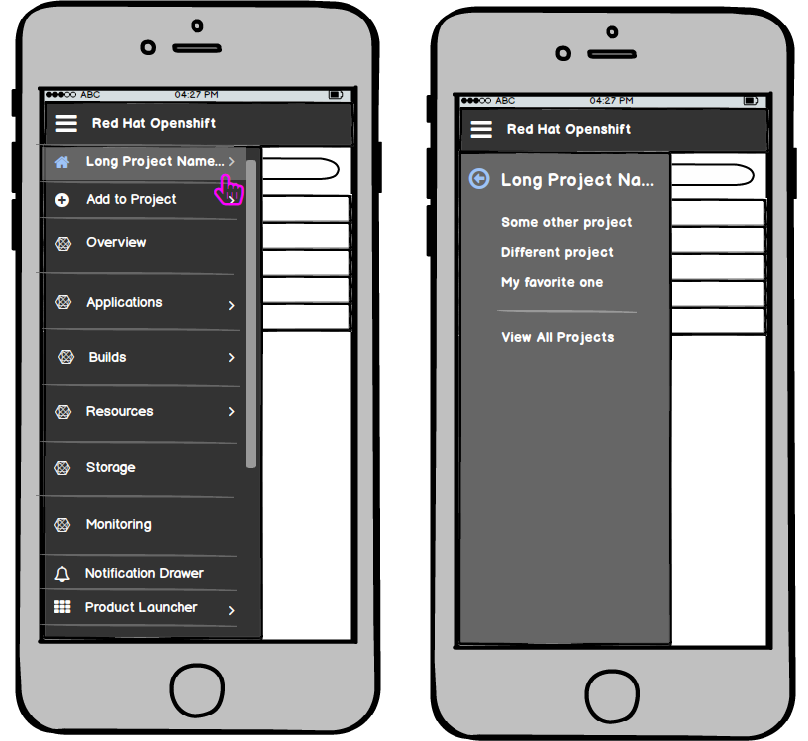 ABC 04:27 PM
Red Hat Openshift
Long Project Name...
Add to Project
Overview
Applications
Builds
Resources
Storage
Monitoring
Notification Drawer
Product Launcher
ABC 04:27 PM
Red Hat Openshift
Long Project Na...
Some other project
Different project
My favorite one
View All Projects